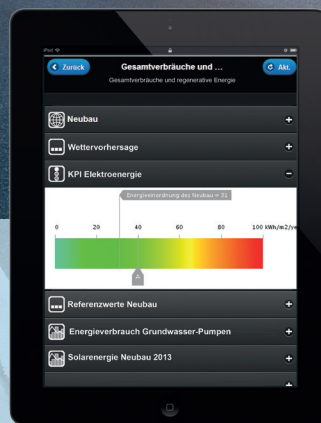 iPad
Zurück
Gesamtverbräuche und ...
Akt.
Gesamtverbräuche und regenerative Energie
Neubau
Wettervorhersage
KPI Elektroenergie
Energieeinordnung des Neubau = 31
0 20 40 60 80 100 kWh/m2/ye
A
Referenzwerte Neubau
Energieverbrauch Grundwasser-Pumpen
Solarenergie Neubau 2013